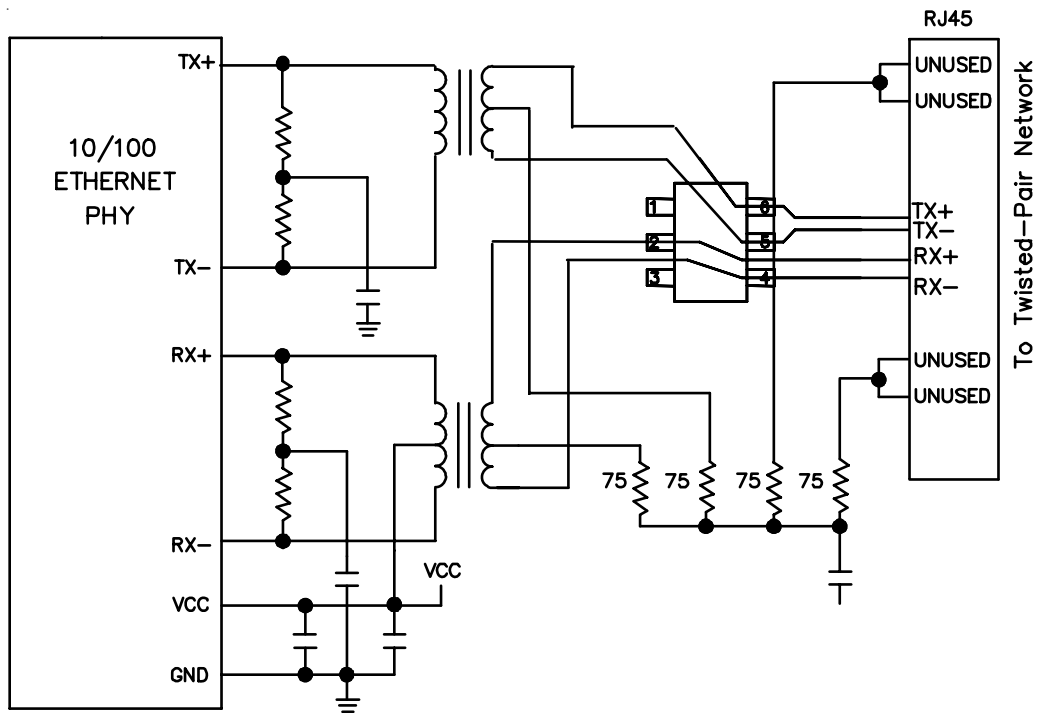 RJ45
TX+
UNUSED
UNUSED
10/100
ETHERNET
PHY
To Twisted-Pair Network
1
6
TX+
TX-
2
5
RX+
TX-
3
4
RX-
RX+
UNUSED
UNUSED
75
75
75
75
RX-
VCC
VCC
GND